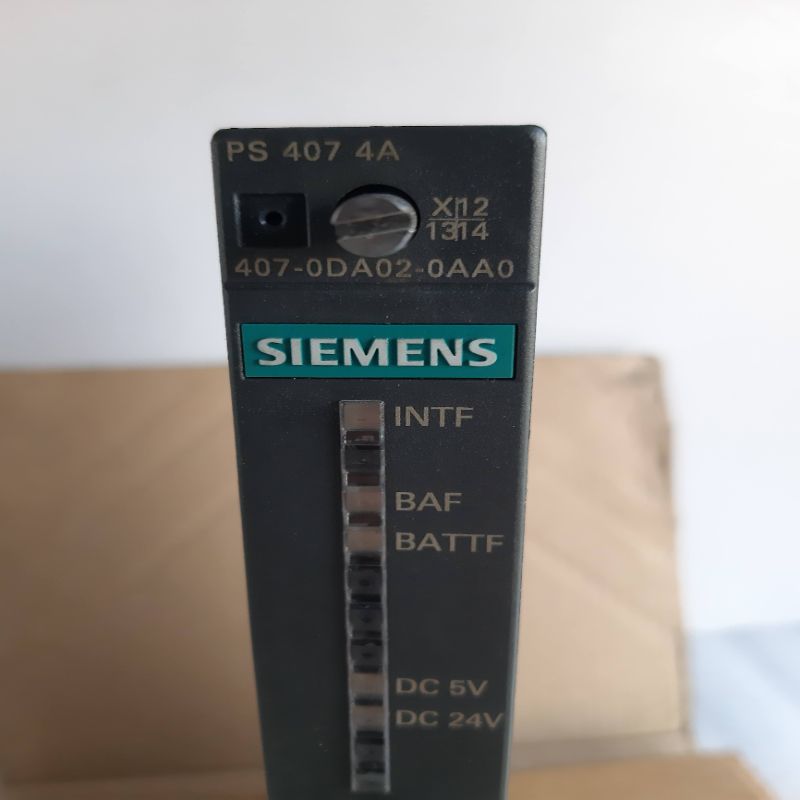 PS 407 4A
X 12
13 14
407-0DA02-0AA0
SIEMENS
INTF
BAF
BATTF
DC 5V
DC 24V